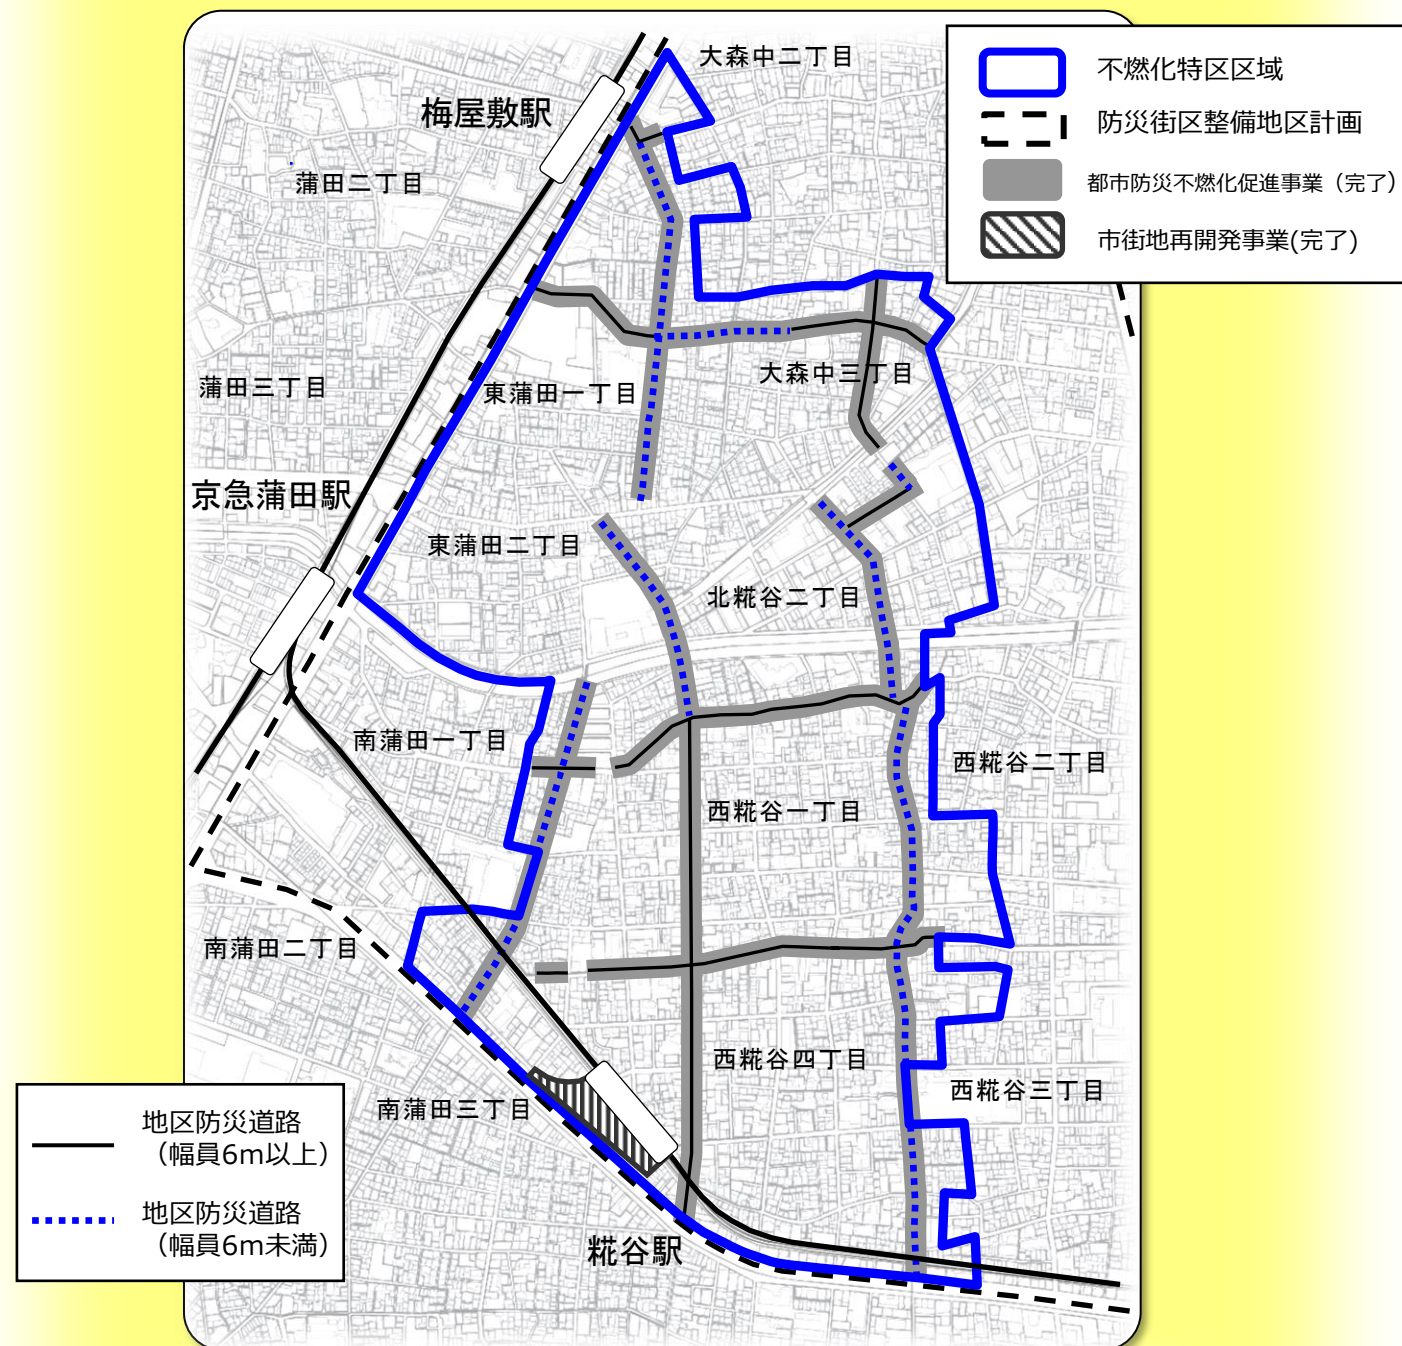 大森中二丁目
不燃化特区区域
防災街区整備地区計画
都市防災不燃化促進事業（完了）
市街地再開発事業(完了)
梅屋敷駅
蒲田二丁目
蒲田三丁目
東蒲田一丁目
大森中三丁目
京急蒲田駅
東蒲田二丁目
北糀谷二丁目
南蒲田一丁目
西糀谷二丁目
西糀谷一丁目
南蒲田二丁目
西糀谷四丁目
西糀谷三丁目
南蒲田三丁目
糀谷駅
地区防災道路
（幅員6m以上）
地区防災道路
（幅員6m未満）